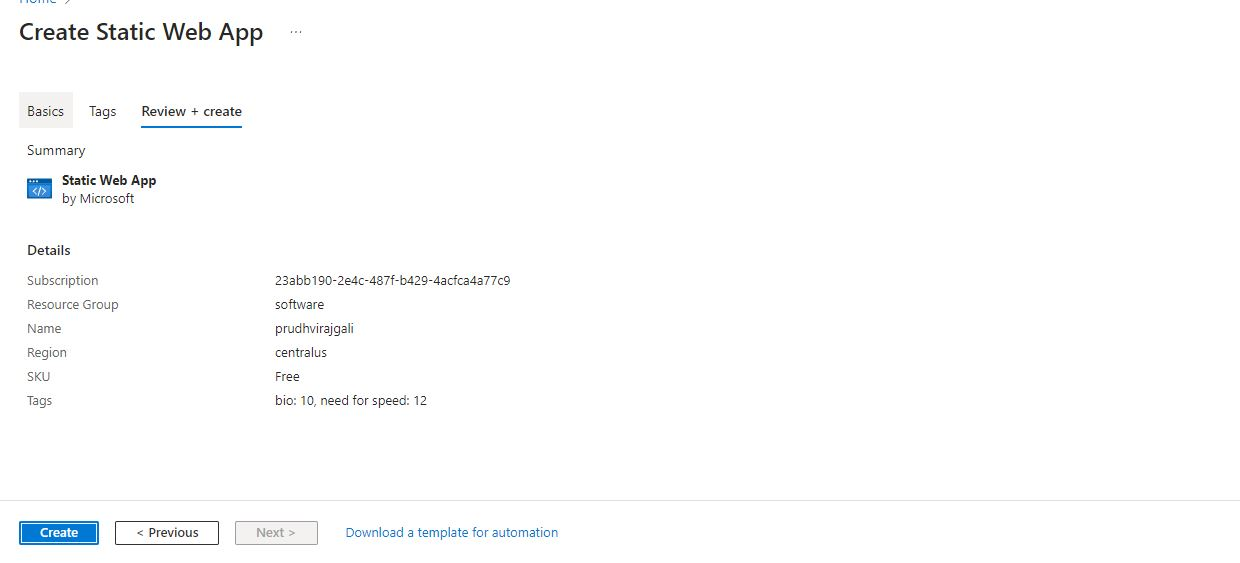 Home >
Create Static Web App ...
Basics Tags Review + create
Summary
Static Web App
by Microsoft
Details
Subscription 23abb190-2e4c-487f-b429-4acfca4a77c9
Resource Group software
Name prudhvirajgali
Region centralus
SKU Free
Tags bio: 10, need for speed: 12
Create < Previous Next > Download a template for automation